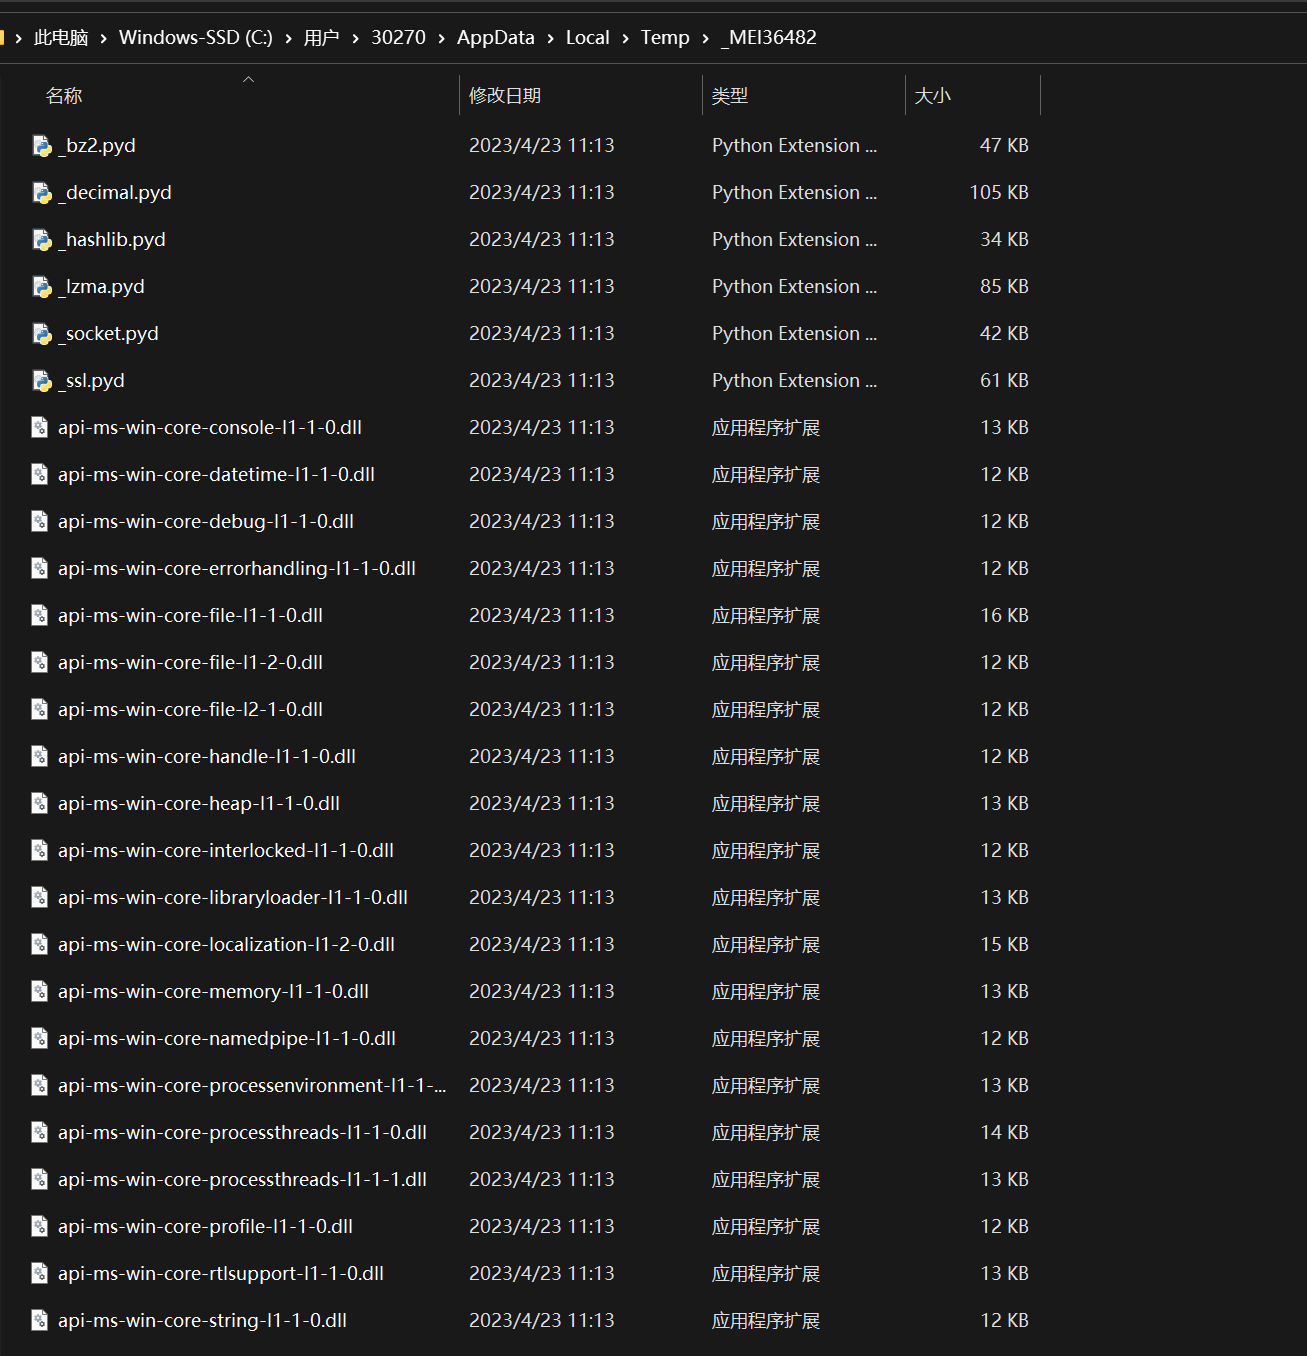 此电脑 › Windows-SSD (C:) › 用户 › 30270 › AppData › Local › Temp › _MEI36482
名称 修改日期 类型 大小
_bz2.pyd 2023/4/23 11:13 Python Extension ... 47 KB
_decimal.pyd 2023/4/23 11:13 Python Extension ... 105 KB
_hashlib.pyd 2023/4/23 11:13 Python Extension ... 34 KB
_lzma.pyd 2023/4/23 11:13 Python Extension ... 85 KB
_socket.pyd 2023/4/23 11:13 Python Extension ... 42 KB
_ssl.pyd 2023/4/23 11:13 Python Extension ... 61 KB
api-ms-win-core-console-l1-1-0.dll 2023/4/23 11:13 应用程序扩展 13 KB
api-ms-win-core-datetime-l1-1-0.dll 2023/4/23 11:13 应用程序扩展 12 KB
api-ms-win-core-debug-l1-1-0.dll 2023/4/23 11:13 应用程序扩展 12 KB
api-ms-win-core-errorhandling-l1-1-0.dll 2023/4/23 11:13 应用程序扩展 12 KB
api-ms-win-core-file-l1-1-0.dll 2023/4/23 11:13 应用程序扩展 16 KB
api-ms-win-core-file-l1-2-0.dll 2023/4/23 11:13 应用程序扩展 12 KB
api-ms-win-core-file-l2-1-0.dll 2023/4/23 11:13 应用程序扩展 12 KB
api-ms-win-core-handle-l1-1-0.dll 2023/4/23 11:13 应用程序扩展 12 KB
api-ms-win-core-heap-l1-1-0.dll 2023/4/23 11:13 应用程序扩展 13 KB
api-ms-win-core-interlocked-l1-1-0.dll 2023/4/23 11:13 应用程序扩展 12 KB
api-ms-win-core-libraryloader-l1-1-0.dll 2023/4/23 11:13 应用程序扩展 13 KB
api-ms-win-core-localization-l1-2-0.dll 2023/4/23 11:13 应用程序扩展 15 KB
api-ms-win-core-memory-l1-1-0.dll 2023/4/23 11:13 应用程序扩展 13 KB
api-ms-win-core-namedpipe-l1-1-0.dll 2023/4/23 11:13 应用程序扩展 12 KB
api-ms-win-core-processenvironment-l1-1-... 2023/4/23 11:13 应用程序扩展 13 KB
api-ms-win-core-processthreads-l1-1-0.dll 2023/4/23 11:13 应用程序扩展 14 KB
api-ms-win-core-processthreads-l1-1-1.dll 2023/4/23 11:13 应用程序扩展 13 KB
api-ms-win-core-profile-l1-1-0.dll 2023/4/23 11:13 应用程序扩展 12 KB
api-ms-win-core-rtlsupport-l1-1-0.dll 2023/4/23 11:13 应用程序扩展 13 KB
api-ms-win-core-string-l1-1-0.dll 2023/4/23 11:13 应用程序扩展 12 KB